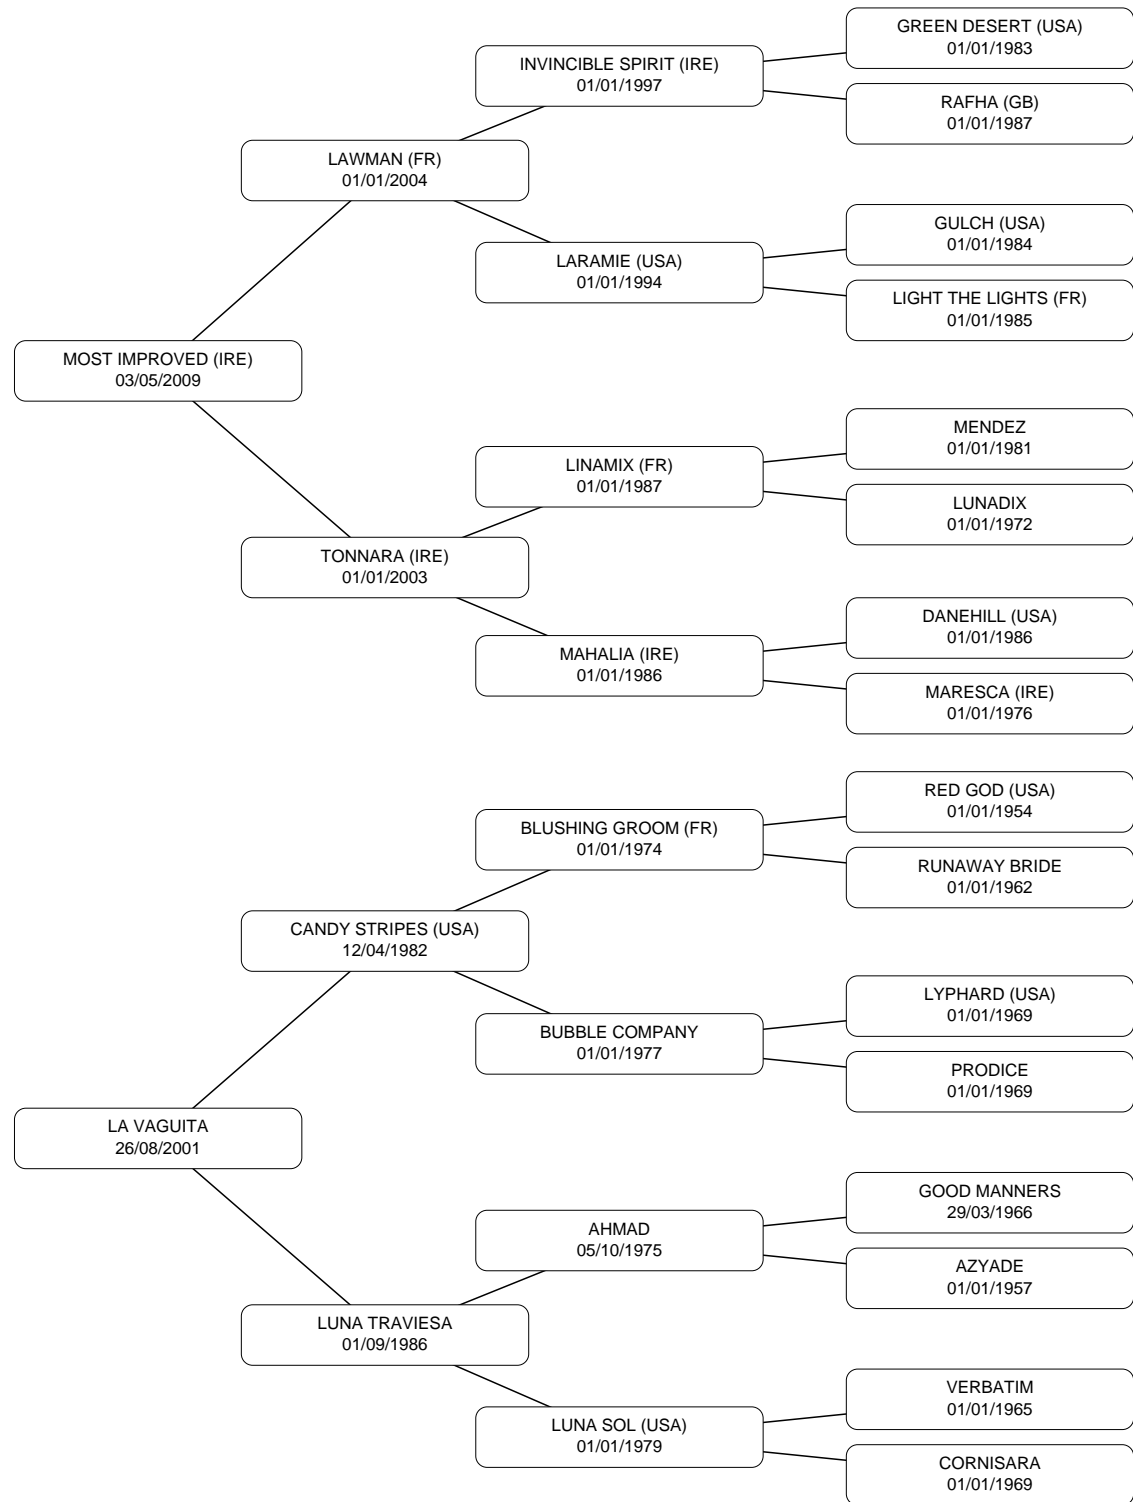 GREEN DESERT (USA)
01/01/1983
INVINCIBLE SPIRIT (IRE)
01/01/1997
RAFHA (GB)
01/01/1987
LAWMAN (FR)
01/01/2004
GULCH (USA)
01/01/1984
LARAMIE (USA)
01/01/1994
LIGHT THE LIGHTS (FR)
01/01/1985
MOST IMPROVED (IRE)
03/05/2009
MENDEZ
01/01/1981
LINAMIX (FR)
01/01/1987
LUNADIX
01/01/1972
TONNARA (IRE)
01/01/2003
DANEHILL (USA)
01/01/1986
MAHALIA (IRE)
01/01/1986
MARESCA (IRE)
01/01/1976
RED GOD (USA)
01/01/1954
BLUSHING GROOM (FR)
01/01/1974
RUNAWAY BRIDE
01/01/1962
CANDY STRIPES (USA)
12/04/1982
LYPHARD (USA)
01/01/1969
BUBBLE COMPANY
01/01/1977
PRODICE
01/01/1969
LA VAGUITA
26/08/2001
GOOD MANNERS
29/03/1966
AHMAD
05/10/1975
AZYADE
01/01/1957
LUNA TRAVIESA
01/09/1986
VERBATIM
01/01/1965
LUNA SOL (USA)
01/01/1979
CORNISARA
01/01/1969